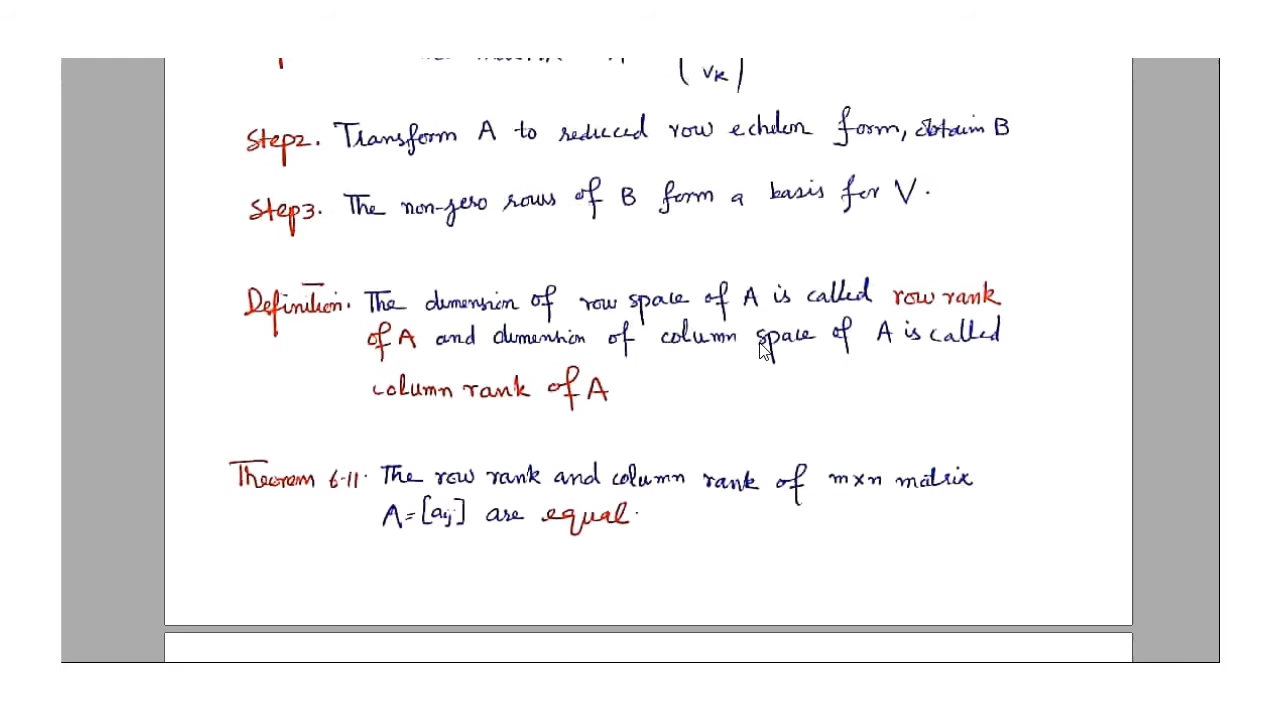 ( VK )
Step2. Transform A to reduced row echelon form, obtain B
Step3. The non-zero rows of B form a basis for V.
Definition. The dimension of row space of A is called row rank
of A and dimension of column space of A is called
column rank of A
Theorem 6.11. The row rank and column rank of m×n matrix
A = [aij] are equal.